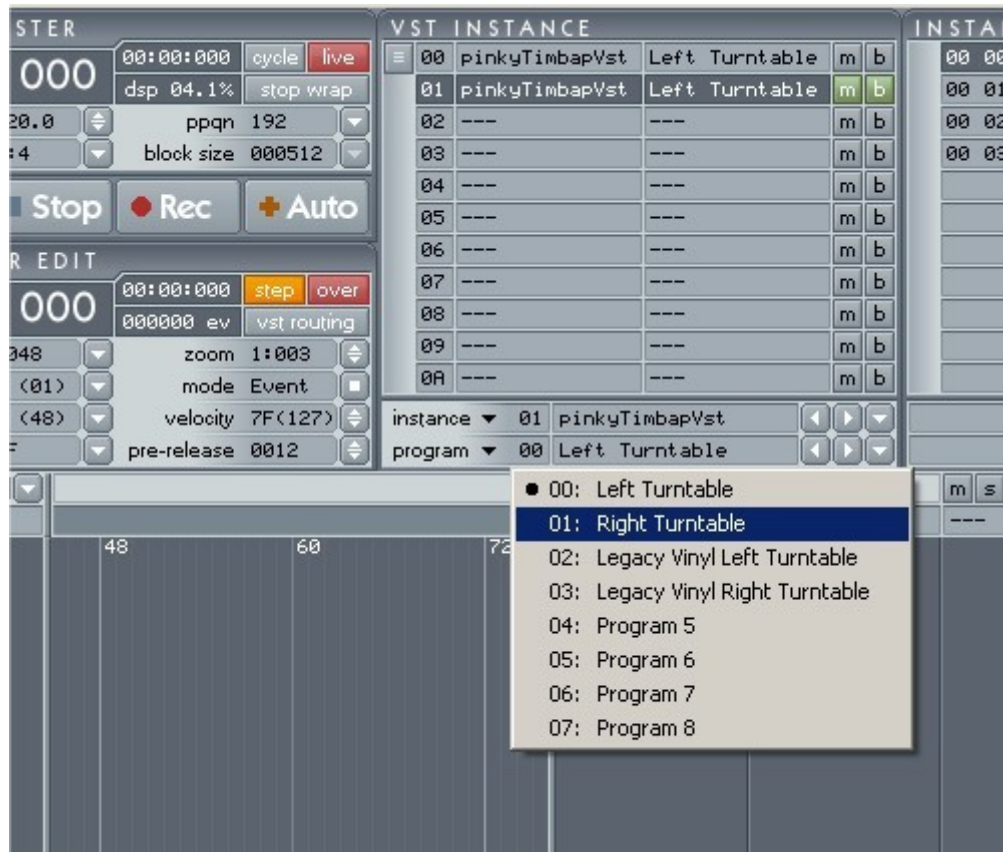 STER
000 00:00:000 cycle live
dsp 04.1% stop wrap
20.0 ppqn 192
:4 block size 000512
Stop Rec Auto
R EDIT
000 00:00:000 step over
000000 ev vst routing
048 zoom 1:003
(01) mode Event
(48) velocity 7F(127)
F pre-release 0012
VST INSTANCE
00 pinkyTimbapVst Left Turntable m b
01 pinkyTimbapVst Left Turntable m b
02 --- --- m b
03 --- --- m b
04 --- --- m b
05 --- --- m b
06 --- --- m b
07 --- --- m b
08 --- --- m b
09 --- --- m b
0A --- --- m b
instance 01 pinkyTimbapVst
program 00 Left Turntable
INSTA
00 00
00 01
00 02
00 03
00: Left Turntable
01: Right Turntable
02: Legacy Vinyl Left Turntable
03: Legacy Vinyl Right Turntable
04: Program 5
05: Program 6
06: Program 7
07: Program 8
m s
---
48 60 72